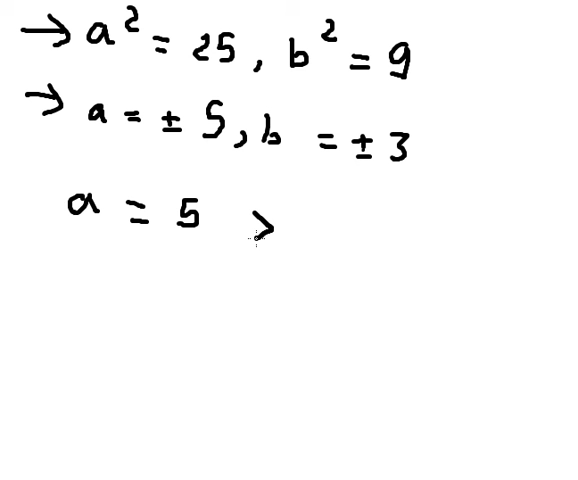 → a² = 25, b² = 9
→ a = ± 5, b = ± 3
a = 5 >